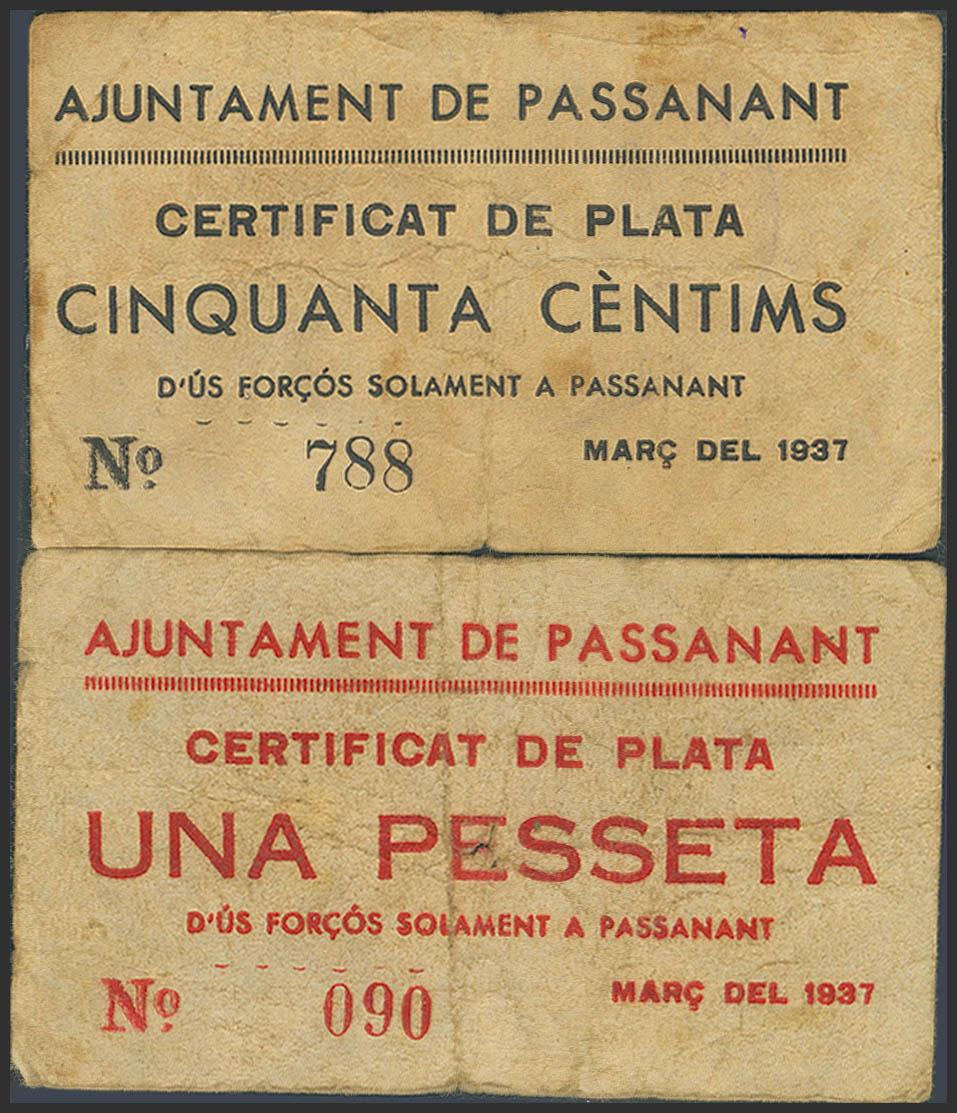 AJUNTAMENT DE PASSANANT
CERTIFICAT DE PLATA
CINQUANTA CÈNTIMS
D'ÚS FORÇÓS SOLAMENT A PASSANANT
Nº 788 MARÇ DEL 1937
AJUNTAMENT DE PASSANANT
CERTIFICAT DE PLATA
UNA PESSETA
D'ÚS FORÇÓS SOLAMENT A PASSANANT
Nº 090 MARÇ DEL 1937